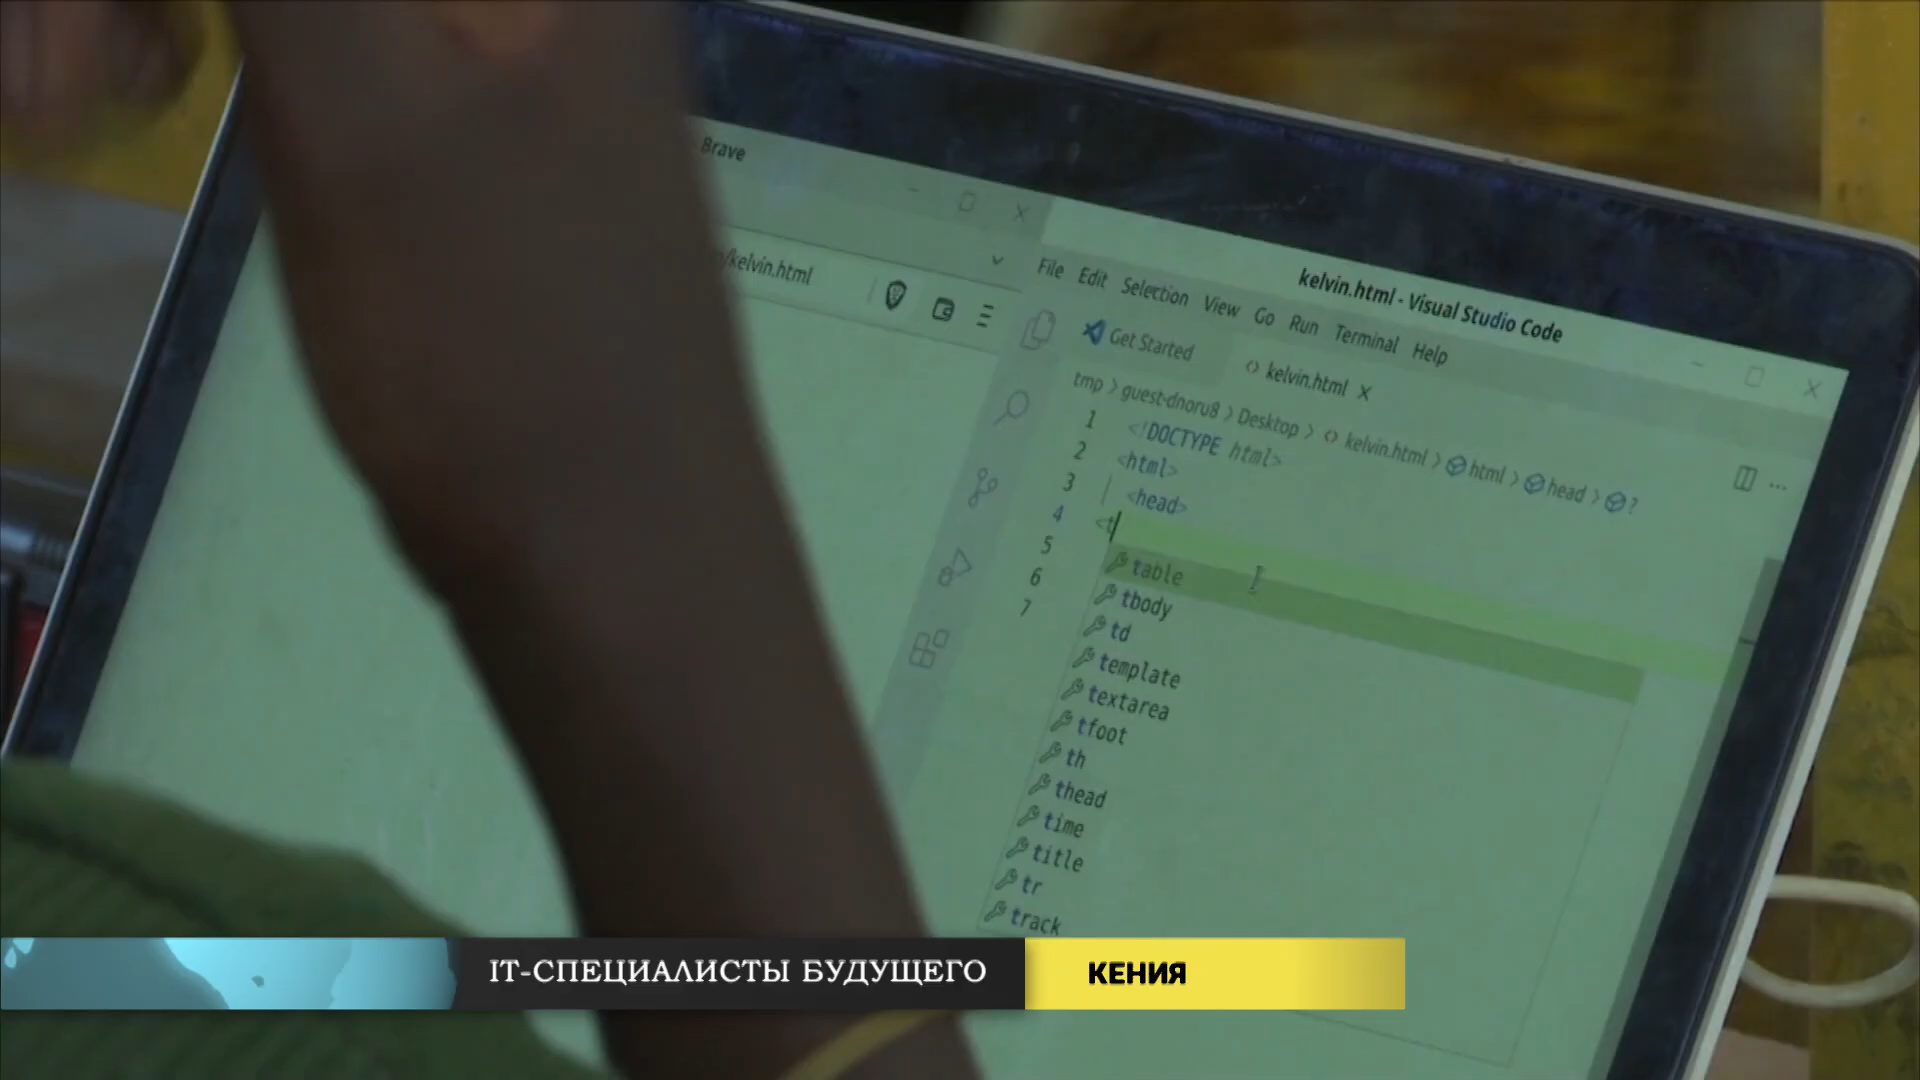 Brave
/kelvin.html
kelvin.html - Visual Studio Code
File Edit Selection View Go Run Terminal Help
Get Started
kelvin.html
tmp > guest-dnoru8 > Desktop > kelvin.html > html > head > ?
1 <!DOCTYPE html>
2 <html>
3 <head>
4 <t
5
6
7
table
tbody
td
template
textarea
tfoot
th
thead
time
title
tr
track
IT-СПЕЦИАЛИСТЫ БУДУЩЕГО
КЕНИЯ